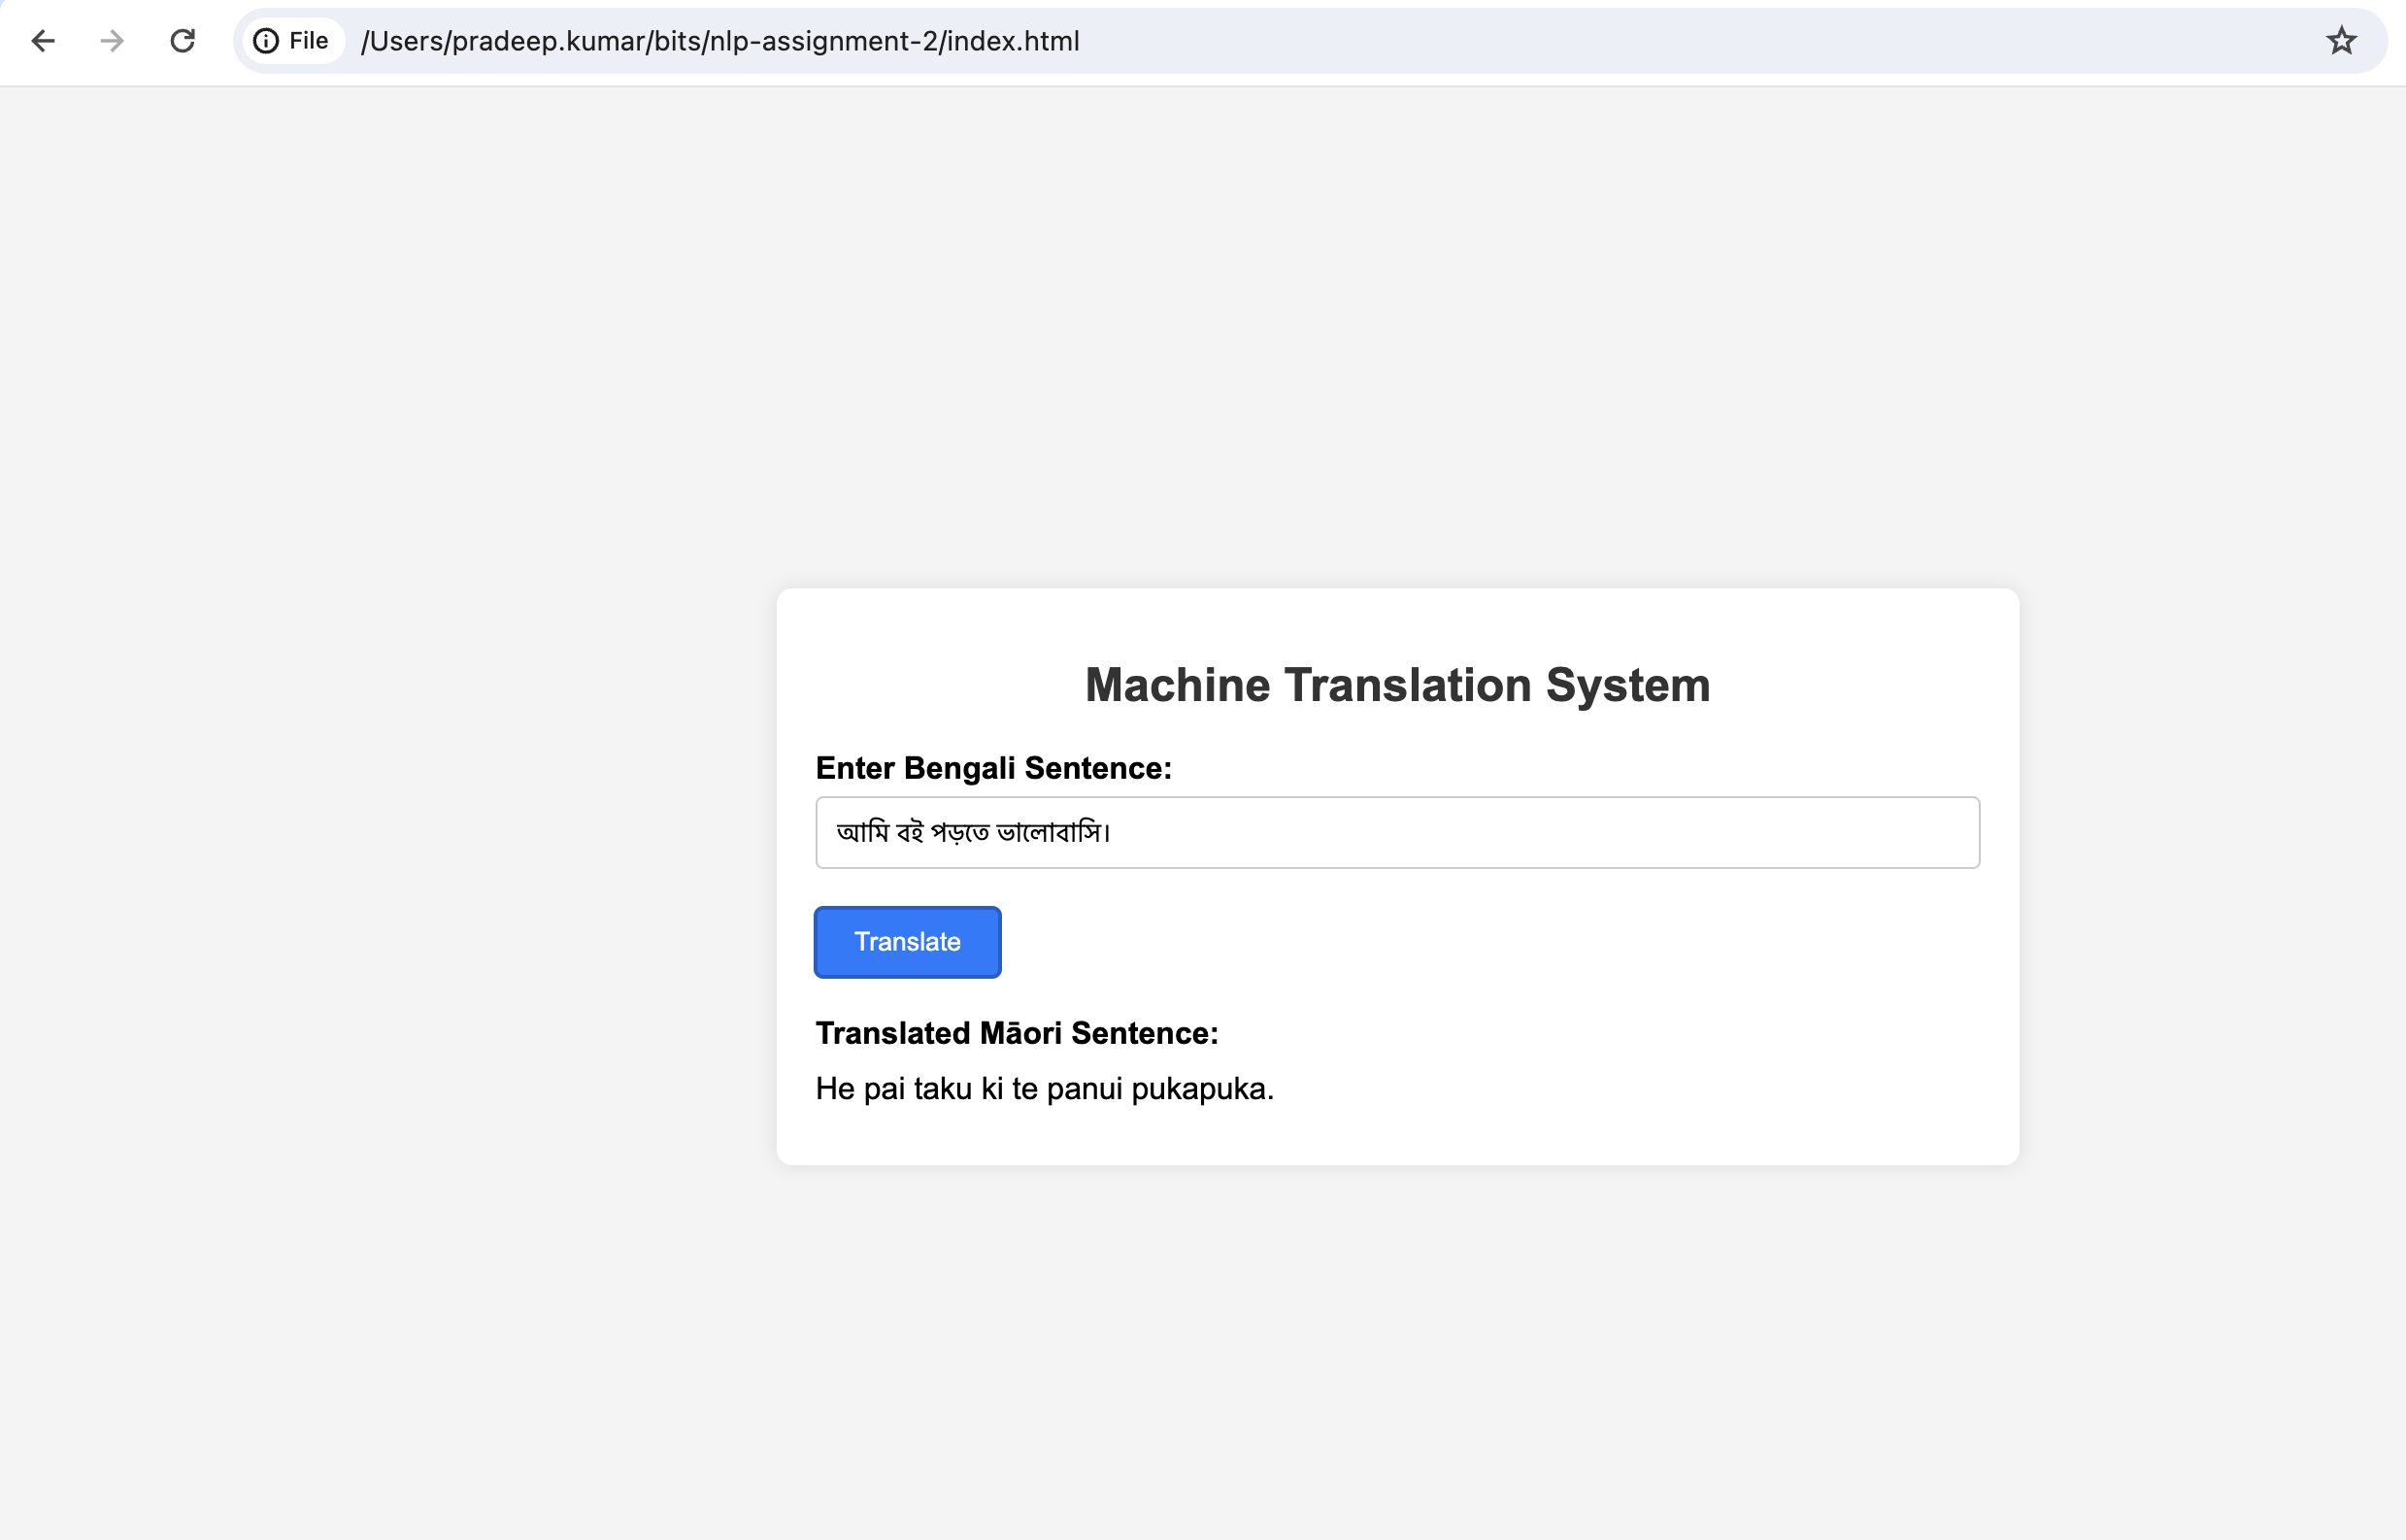 File /Users/pradeep.kumar/bits/nlp-assignment-2/index.html
Machine Translation System
Enter Bengali Sentence:
আমি বই পড়তে ভালোবাসি।
Translate
Translated Māori Sentence:
He pai taku ki te panui pukapuka.